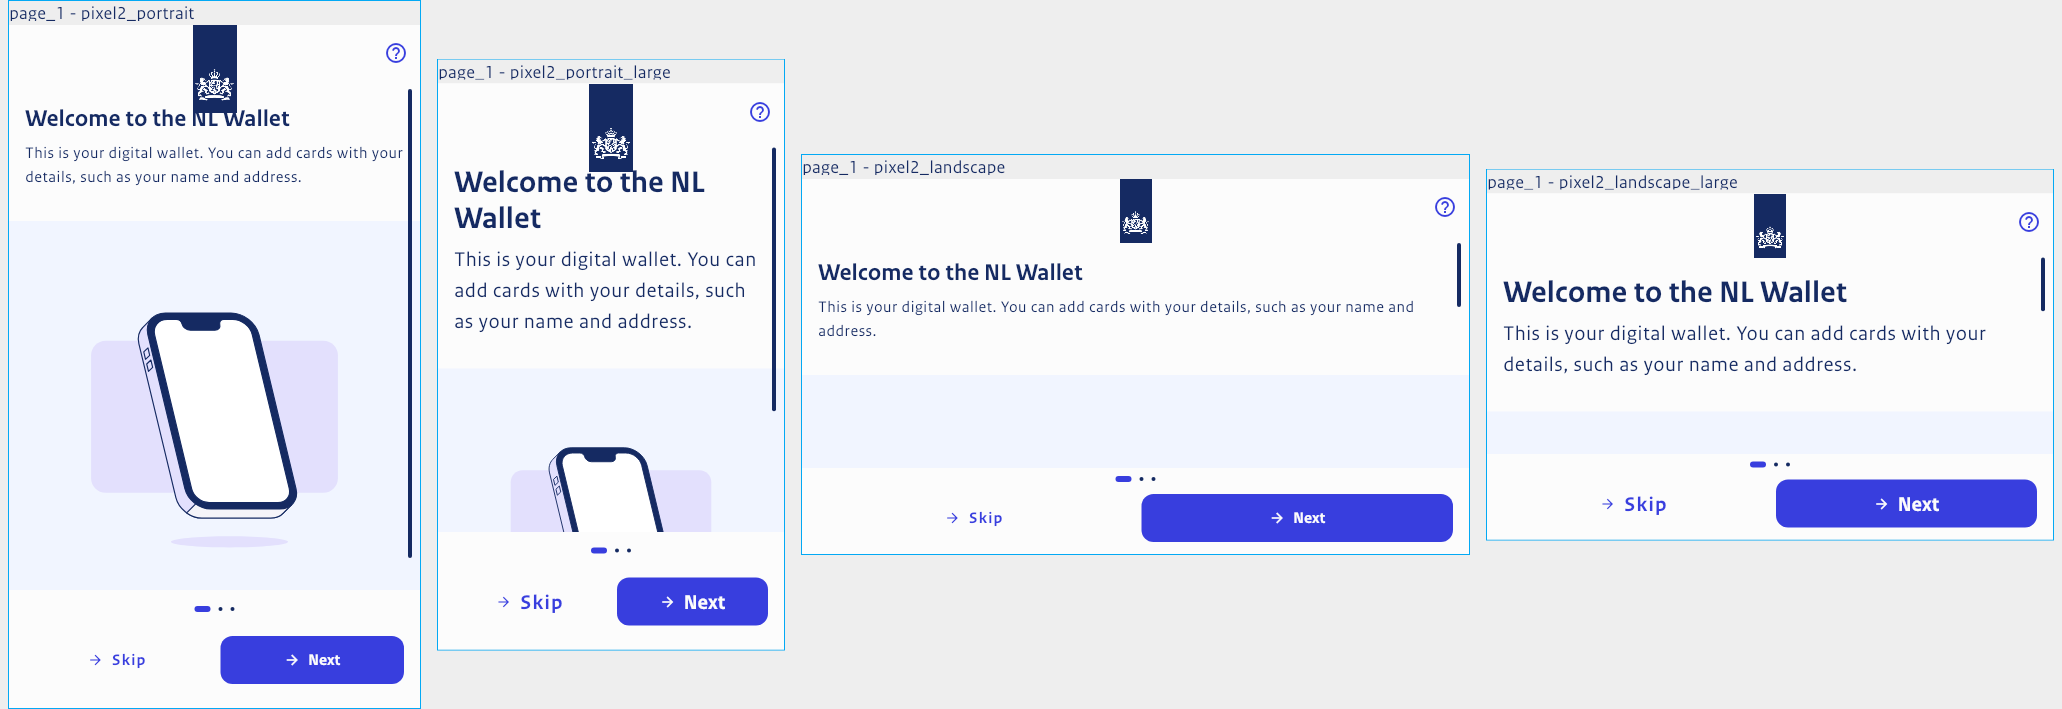 page_1 - pixel2_portrait
Welcome to the NL Wallet
This is your digital wallet. You can add cards with your
details, such as your name and address.
Skip
Next
page_1 - pixel2_portrait_large
Welcome to the NL
Wallet
This is your digital wallet. You can
add cards with your details, such
as your name and address.
Skip
Next
page_1 - pixel2_landscape
Welcome to the NL Wallet
This is your digital wallet. You can add cards with your details, such as your name and
address.
Skip
Next
page_1 - pixel2_landscape_large
Welcome to the NL Wallet
This is your digital wallet. You can add cards with your
details, such as your name and address.
Skip
Next